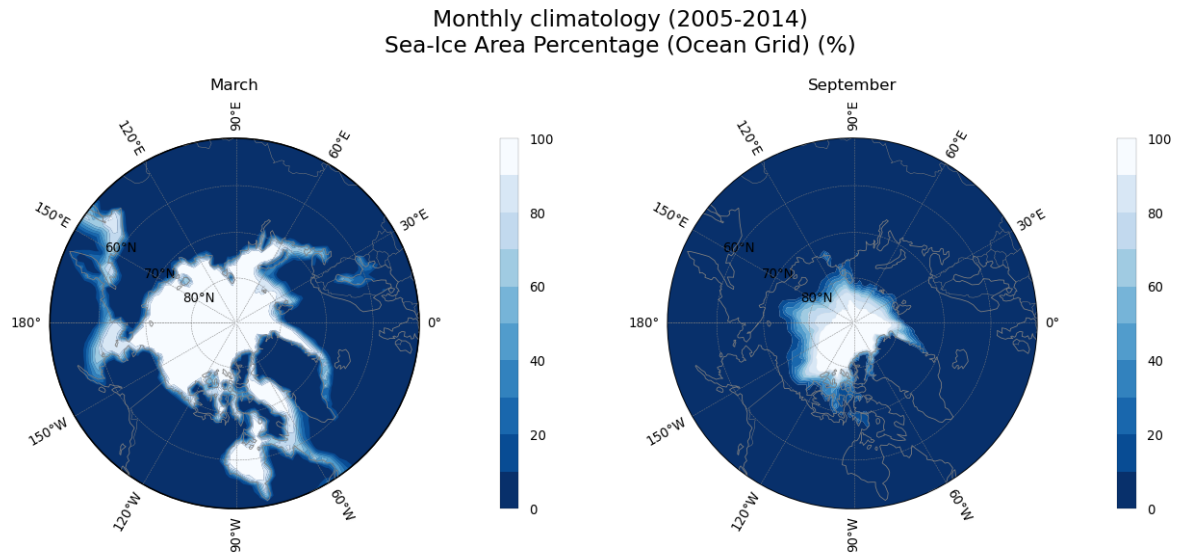 Monthly climatology (2005-2014)
Sea-Ice Area Percentage (Ocean Grid) (%)
March
90°E
120°E
60°E
150°E
30°E
60°N
70°N
80°N
180°
0°
150°W
120°W
60°W
90°W
100
80
60
40
20
0
September
90°E
120°E
60°E
150°E
30°E
60°N
70°N
80°N
180°
0°
150°W
120°W
60°W
90°W
100
80
60
40
20
0